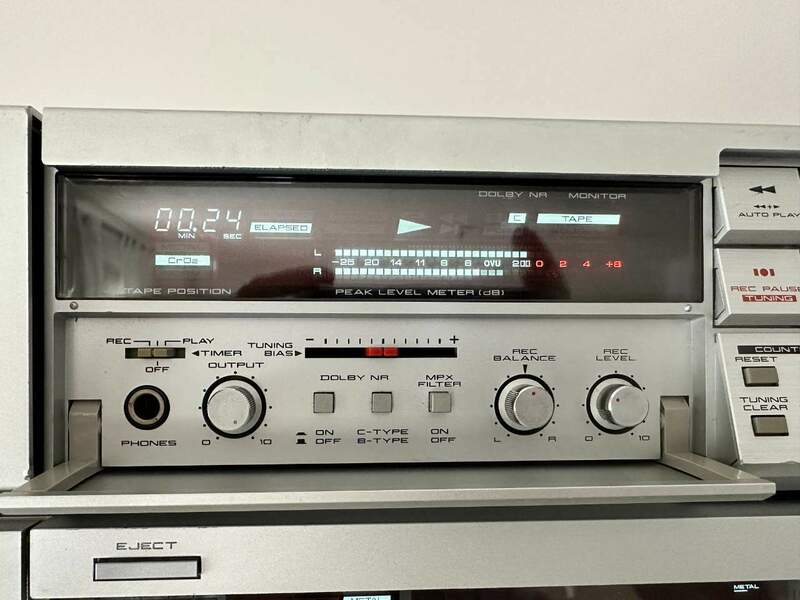 DOLBY NR MONITOR
00.24 ELAPSED
MIN SEC
C TAPE
CrO2
L
-25 20 14 11 8 6 0VU 200 0 2 4 +8
R
TAPE POSITION PEAK LEVEL METER (dB)
AUTO PLAY
REC PAUSE
TUNING
REC PLAY
TIMER
OFF
TUNING
BIAS
- +
OUTPUT
0 10
PHONES
DOLBY NR
MPX
FILTER
ON C-TYPE ON
OFF B-TYPE OFF
REC
BALANCE
L R
REC
LEVEL
0 10
COUNT
RESET
TUNING
CLEAR
EJECT
METAL
METAL